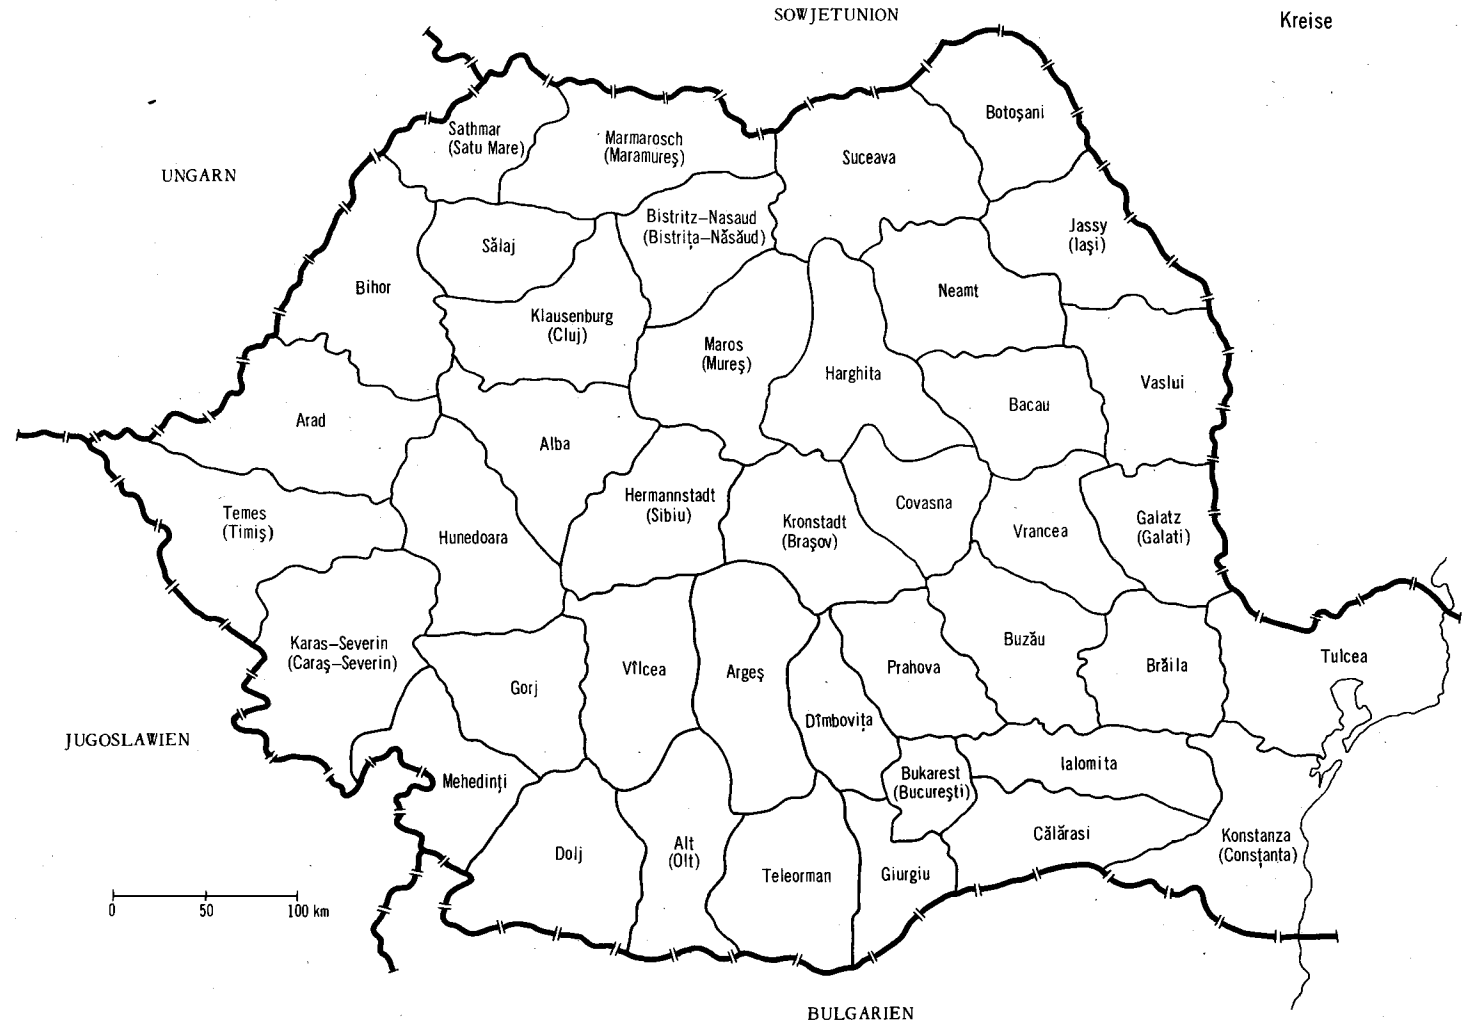 SOWJETUNION
Kreise
Botoşani
Sathmar
(Satu Mare)
Marmarosch
(Maramureş)
Suceava
UNGARN
Bistritz–Nasaud
(Bistriţa–Năsăud)
Jassy
(Iaşi)
Sălaj
Bihor
Neamt
Klausenburg
(Cluj)
Maros
(Mureş)
Harghita
Vaslui
Bacau
Arad
Alba
Hermannstadt
(Sibiu)
Covasna
Temes
(Timiş)
Hunedoara
Kronstadt
(Braşov)
Vrancea
Galatz
(Galati)
Karas–Severin
(Caraş–Severin)
Buzău
Tulcea
Gorj
Vîlcea
Argeş
Prahova
Brăila
Dîmboviţa
JUGOSLAWIEN
Mehedinţi
Bukarest
(Bucureşti)
Ialomita
Călărasi
Konstanza
(Constanţa)
Dolj
Alt
(Olt)
Teleorman
Giurgiu
0 50 100 km
BULGARIEN